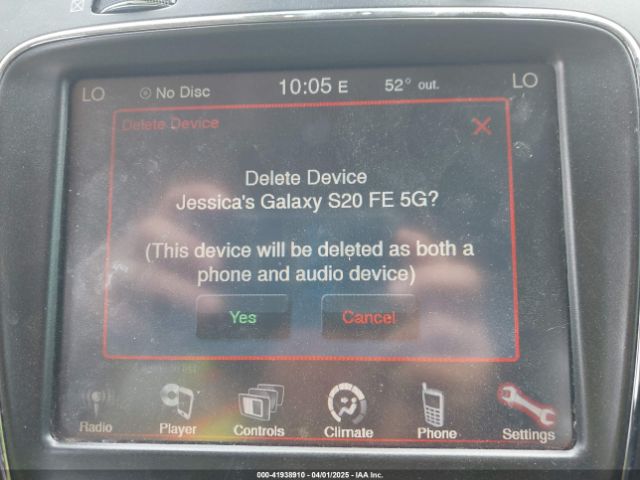 LO
No Disc
10:05 E
52° out.
LO
Delete Device
Delete Device
Jessica's Galaxy S20 FE 5G?
(This device will be deleted as both a
phone and audio device)
Yes
Cancel
Radio
Player
Controls
Climate
Phone
Settings
000-41938910 - 04/01/2025 - IAA Inc.